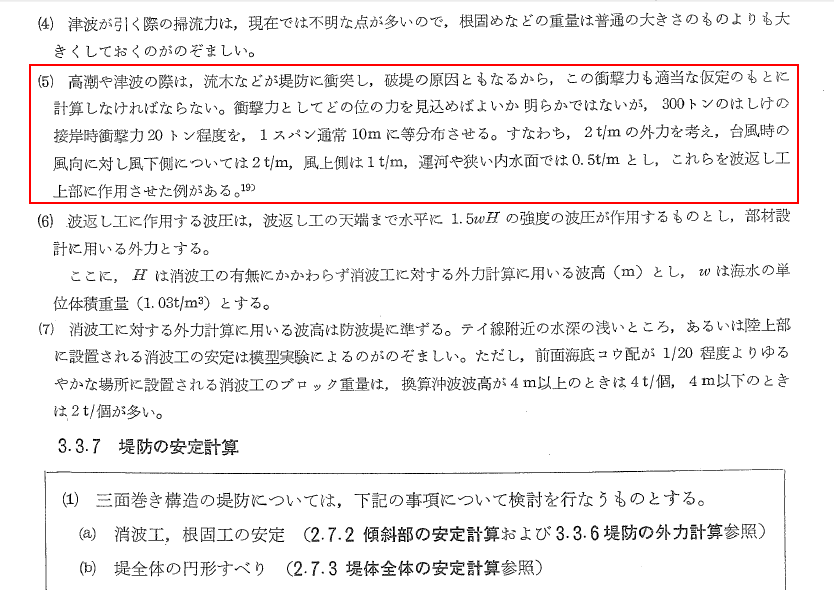 (4) 津波が引く際の掃流力は，現在では不明な点が多いので，根固めなどの重量は普通の大きさのものよりも大
きくしておくのがのぞましい。
(5) 高潮や津波の際は，流木などが堤防に衝突し，破堤の原因ともなるから，この衝撃力も適当な仮定のもとに
計算しなければならない。衝撃力としてどの位の力を見込めばよいか明らかではないが，300トンのはしけの
接岸時衝撃力20トン程度を，1スパン通常10mに等分布させる。すなわち，2t/mの外力を考え，台風時の
風向に対し風下側については2t/m，風上側は1t/m，運河や狭い内水面では0.5t/mとし，これらを波返し工
上部に作用させた例がある。19)
(6) 波返し工に作用する波圧は，波返し工の天端まで水平に1.5wHの強度の波圧が作用するものとし，部材設
計に用いる外力とする。
ここに，Hは消波工の有無にかかわらず消波工に対する外力計算に用いる波高（m）とし，wは海水の単
位体積重量（1.03t/m³）とする。
(7) 消波工に対する外力計算に用いる波高は防波堤に準ずる。テイ線附近の水深の浅いところ，あるいは陸上部
に設置される消波工の安定は模型実験によるのがのぞましい。ただし，前面海底コウ配が1/20程度よりゆる
やかな場所に設置される消波工のブロック重量は，換算沖波波高が4m以上のときは4t/個，4m以下のとき
は2t/個が多い。
3.3.7 堤防の安定計算
(1) 三面巻き構造の堤防については，下記の事項について検討を行なうものとする。
(a) 消波工，根固工の安定（2.7.2 傾斜部の安定計算および3.3.6堤防の外力計算参照）
(b) 堤全体の円形すべり（2.7.3 堤体全体の安定計算参照）